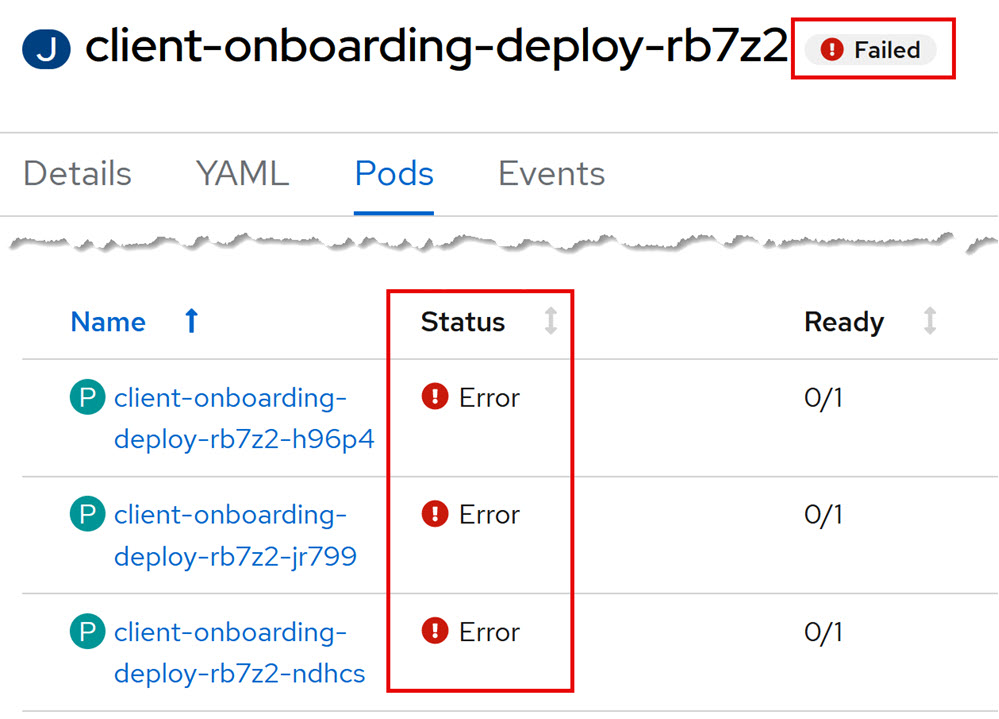 J client-onboarding-deploy-rb7z2 Failed
Details YAML Pods Events
Name Status Ready
P client-onboarding- Error 0/1
deploy-rb7z2-h96p4
P client-onboarding- Error 0/1
deploy-rb7z2-jr799
P client-onboarding- Error 0/1
deploy-rb7z2-ndhcs